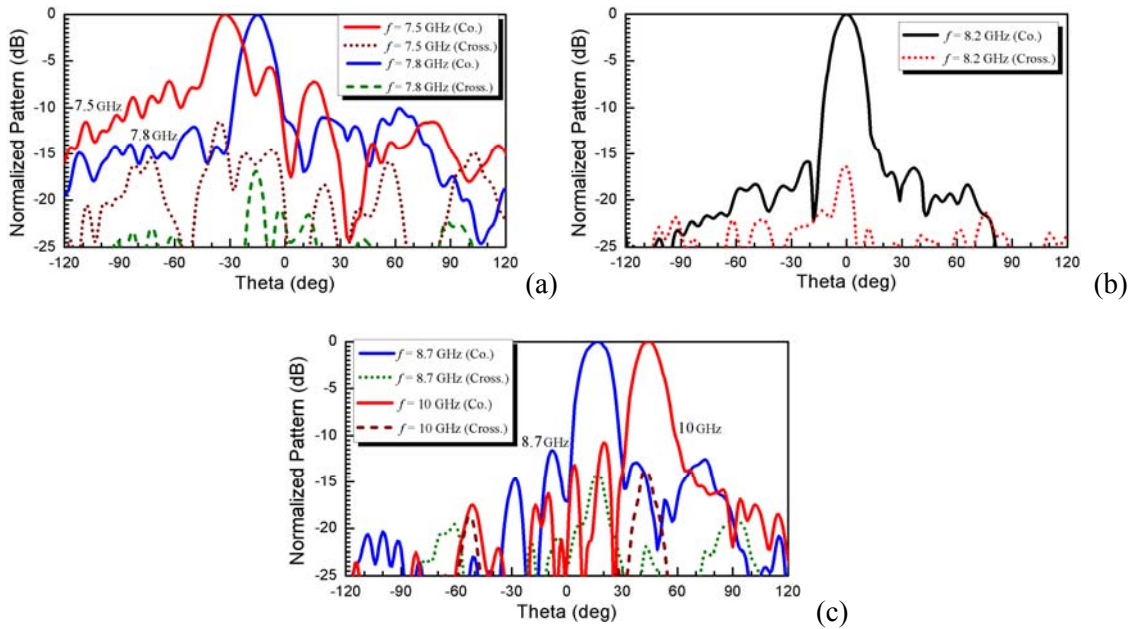 f = 7.5 GHz (Co.)
f = 7.5 GHz (Cross.)
f = 7.8 GHz (Co.)
f = 7.8 GHz (Cross.)
7.5 GHz
7.8 GHz
Normalized Pattern (dB)
0
-5
-10
-15
-20
-25
-120 -90 -60 -30 0 30 60 90 120
Theta (deg)
(a)
f = 8.2 GHz (Co.)
f = 8.2 GHz (Cross.)
Normalized Pattern (dB)
0
-5
-10
-15
-20
-25
-120 -90 -60 -30 0 30 60 90 120
Theta (deg)
(b)
f = 8.7 GHz (Co.)
f = 8.7 GHz (Cross.)
f = 10 GHz (Co.)
f = 10 GHz (Cross.)
8.7 GHz
10 GHz
Normalized Pattern (dB)
0
-5
-10
-15
-20
-25
-120 -90 -60 -30 0 30 60 90 120
Theta (deg)
(c)